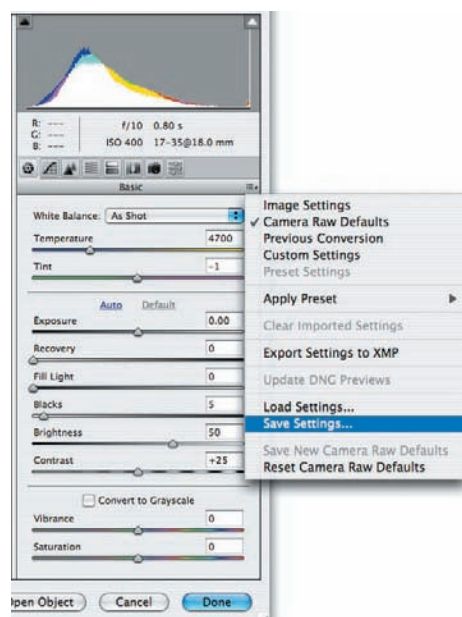 R: ---
G: ---
B: ---
f/10 0.80 s
ISO 400 17-35@18.0 mm
Basic
White Balance: As Shot
Temperature 4700
Tint -1
Auto Default
Exposure 0.00
Recovery 0
Fill Light 0
Blacks 5
Brightness 50
Contrast +25
Convert to Grayscale
Vibrance 0
Saturation 0
Open Object Cancel Done
Image Settings
✓ Camera Raw Defaults
Previous Conversion
Custom Settings
Preset Settings
Apply Preset
Clear Imported Settings
Export Settings to XMP
Update DNG Previews
Load Settings...
Save Settings...
Save New Camera Raw Defaults
Reset Camera Raw Defaults